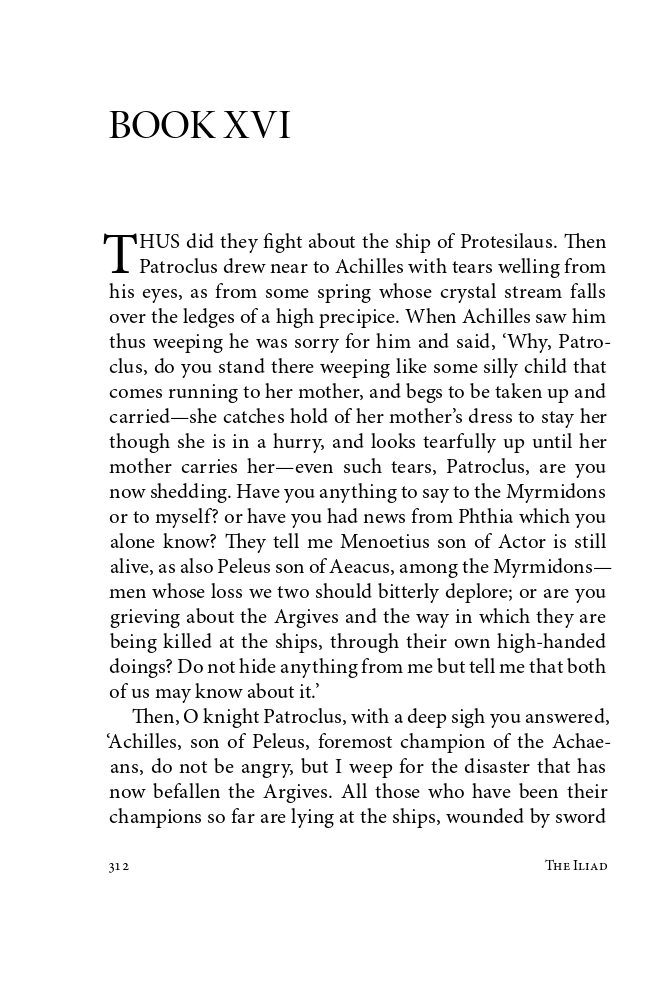 BOOK XVI
THUS did they fight about the ship of Protesilaus. Then
Patroclus drew near to Achilles with tears welling from
his eyes, as from some spring whose crystal stream falls
over the ledges of a high precipice. When Achilles saw him
thus weeping he was sorry for him and said, ‘Why, Patro-
clus, do you stand there weeping like some silly child that
comes running to her mother, and begs to be taken up and
carried—she catches hold of her mother’s dress to stay her
though she is in a hurry, and looks tearfully up until her
mother carries her—even such tears, Patroclus, are you
now shedding. Have you anything to say to the Myrmidons
or to myself? or have you had news from Phthia which you
alone know? They tell me Menoetius son of Actor is still
alive, as also Peleus son of Aeacus, among the Myrmidons—
men whose loss we two should bitterly deplore; or are you
grieving about the Argives and the way in which they are
being killed at the ships, through their own high-handed
doings? Do not hide anything from me but tell me that both
of us may know about it.’
Then, O knight Patroclus, with a deep sigh you answered,
‘Achilles, son of Peleus, foremost champion of the Achae-
ans, do not be angry, but I weep for the disaster that has
now befallen the Argives. All those who have been their
champions so far are lying at the ships, wounded by sword
312 The Iliad